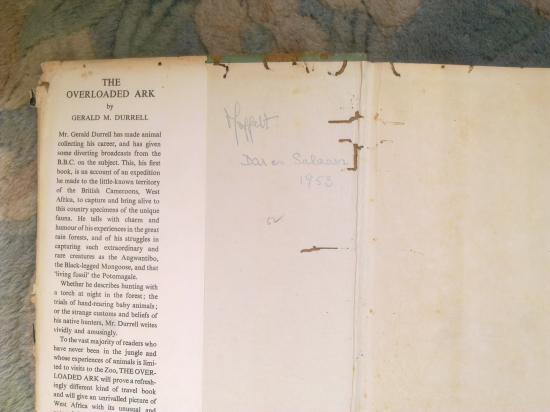 THE
OVERLOADED ARK
by
GERALD M. DURRELL
Mr. Gerald Durrell has made animal
collecting his career, and has given
some diverting broadcasts from the
B.B.C. on the subject. This, his first
book, is an account of an expedition
he made to the little-known territory
of the British Cameroons, West
Africa, to capture and bring alive to
this country specimens of the unique
fauna. He tells with charm and
humour of his experiences in the great
rain forests, and of his struggles in
capturing such extraordinary and
rare creatures as the Angwantibo,
the Black-legged Mongoose, and that
'living fossil' the Potamogale.
Whether he describes hunting with
a torch at night in the forest; the
trials of hand-rearing baby animals;
or the strange customs and beliefs of
his native hunters, Mr. Durrell writes
vividly and amusingly.
To the vast majority of readers who
have never been in the jungle and
whose experiences of animals is limi-
ted to visits to the Zoo, THE OVER-
LOADED ARK will prove a refresh-
ingly different kind of travel book
and will give an unrivalled picture of
West Africa with its unusual and
Moffett
Dar en Salaam
1953